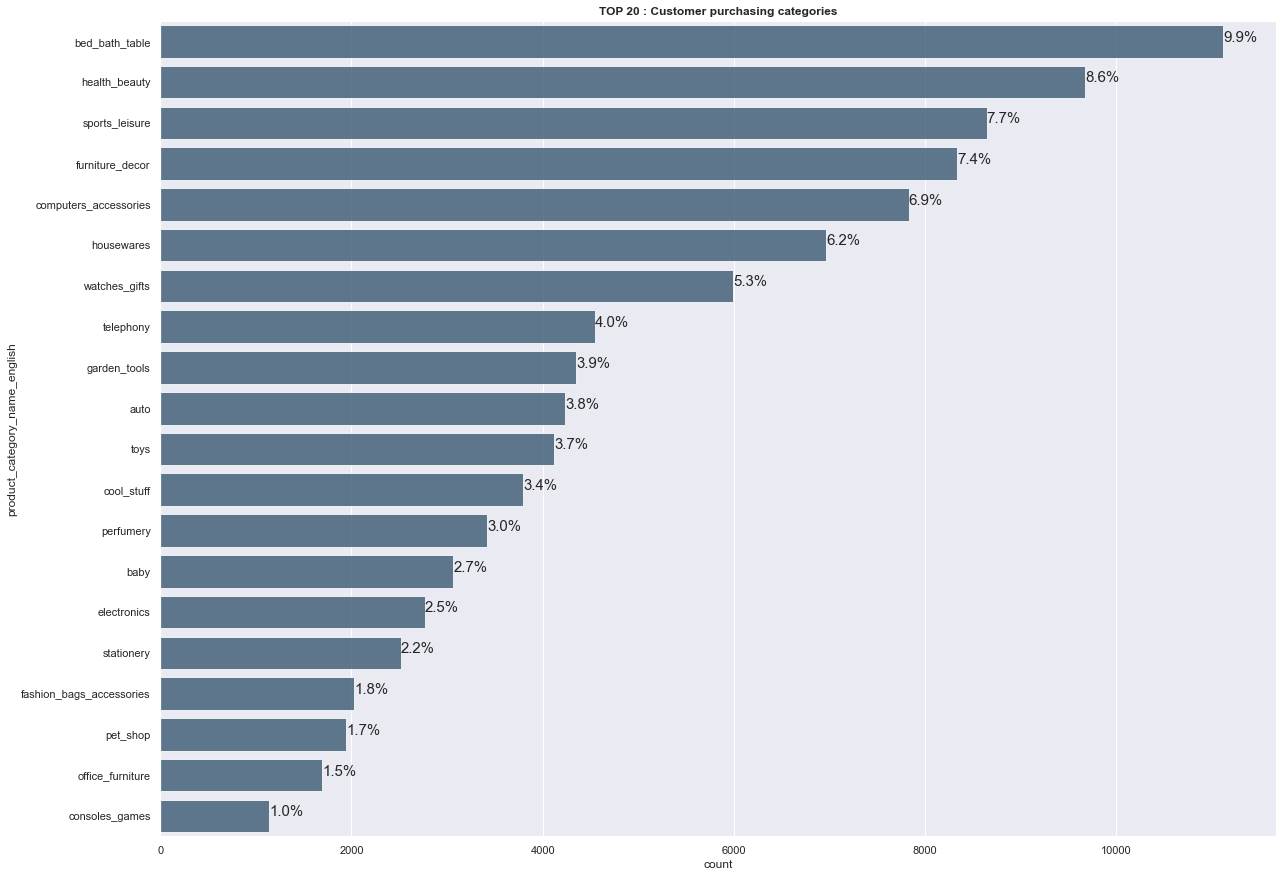 TOP 20 : Customer purchasing categories
bed_bath_table 9.9%
health_beauty 8.6%
sports_leisure 7.7%
furniture_decor 7.4%
computers_accessories 6.9%
housewares 6.2%
watches_gifts 5.3%
telephony 4.0%
garden_tools 3.9%
auto 3.8%
toys 3.7%
cool_stuff 3.4%
perfumery 3.0%
baby 2.7%
electronics 2.5%
stationery 2.2%
fashion_bags_accessories 1.8%
pet_shop 1.7%
office_furniture 1.5%
consoles_games 1.0%
product_category_name_english
0 2000 4000 6000 8000 10000
count